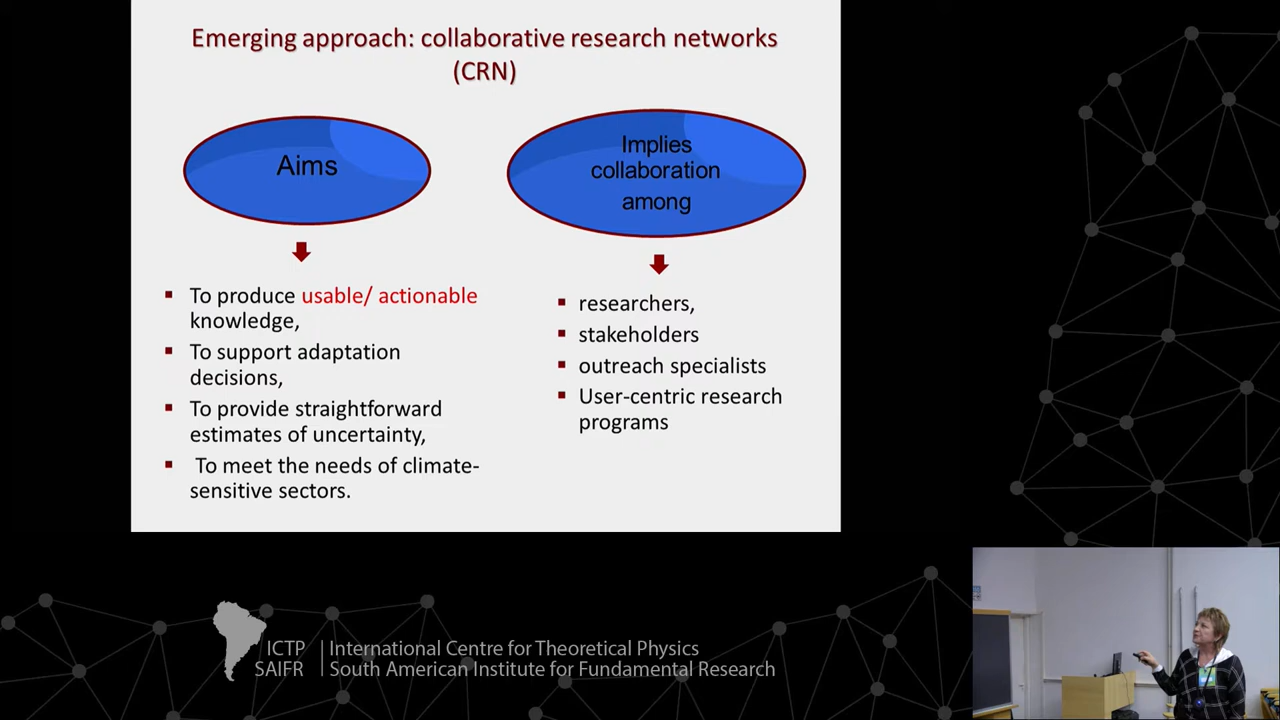 Emerging approach: collaborative research networks
(CRN)
Aims
To produce usable/ actionable
knowledge,
To support adaptation
decisions,
To provide straightforward
estimates of uncertainty,
To meet the needs of climate-
sensitive sectors.
Implies
collaboration
among
researchers,
stakeholders
outreach specialists
User-centric research
programs
ICTP
SAIFR
International Centre for Theoretical Physics
South American Institute for Fundamental Research